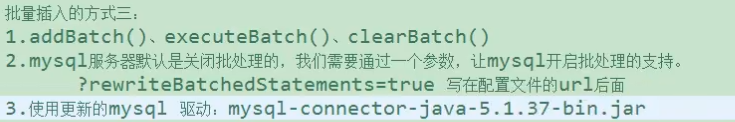 批量插入的方式三：
1.addBatch()、executeBatch()、clearBatch()
2.mysql服务器默认是关闭批处理的，我们需要通过一个参数，让mysql开启批处理的支持。
?rewriteBatchedStatements=true 写在配置文件的url后面
3.使用更新的mysql 驱动：mysql-connector-java-5.1.37-bin.jar